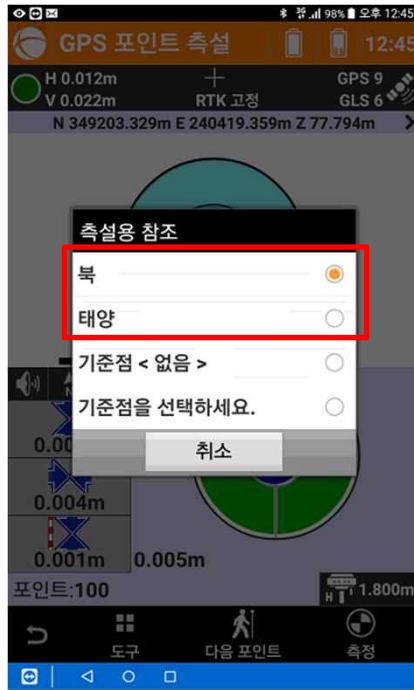 98% 오후 12:45
GPS 포인트 측설 12:45
H 0.012m GPS 9
V 0.022m RTK 고정 GLS 6
N 349203.329m E 240419.359m Z 77.794m
측설용 참조
북
태양
기준점 < 없음 >
기준점을 선택하세요.
취소
0.00
0.004m
0.001m 0.005m
포인트:100 H 1.800m
도구 다음 포인트 측정